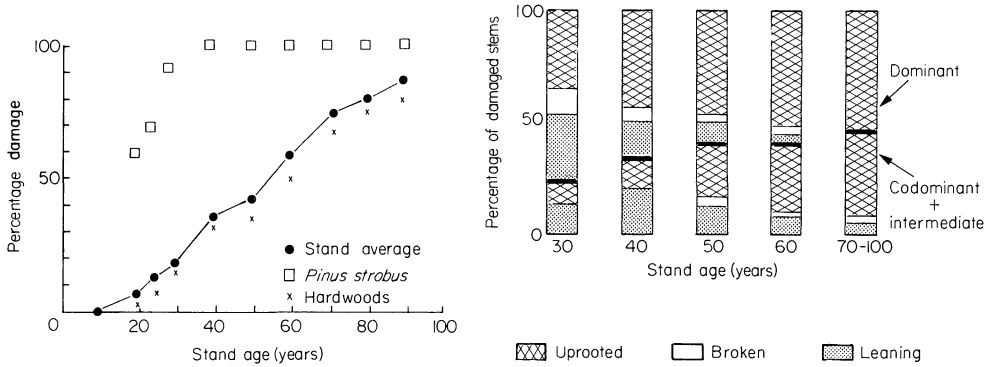 Percentage damage
100
50
0
20
40
60
80
100
Stand age (years)
Stand average
Pinus strobus
Hardwoods
Percentage of damaged stems
100
50
0
30
40
50
60
70-100
Stand age (years)
Dominant
Codominant
+
intermediate
Uprooted
Broken
Leaning